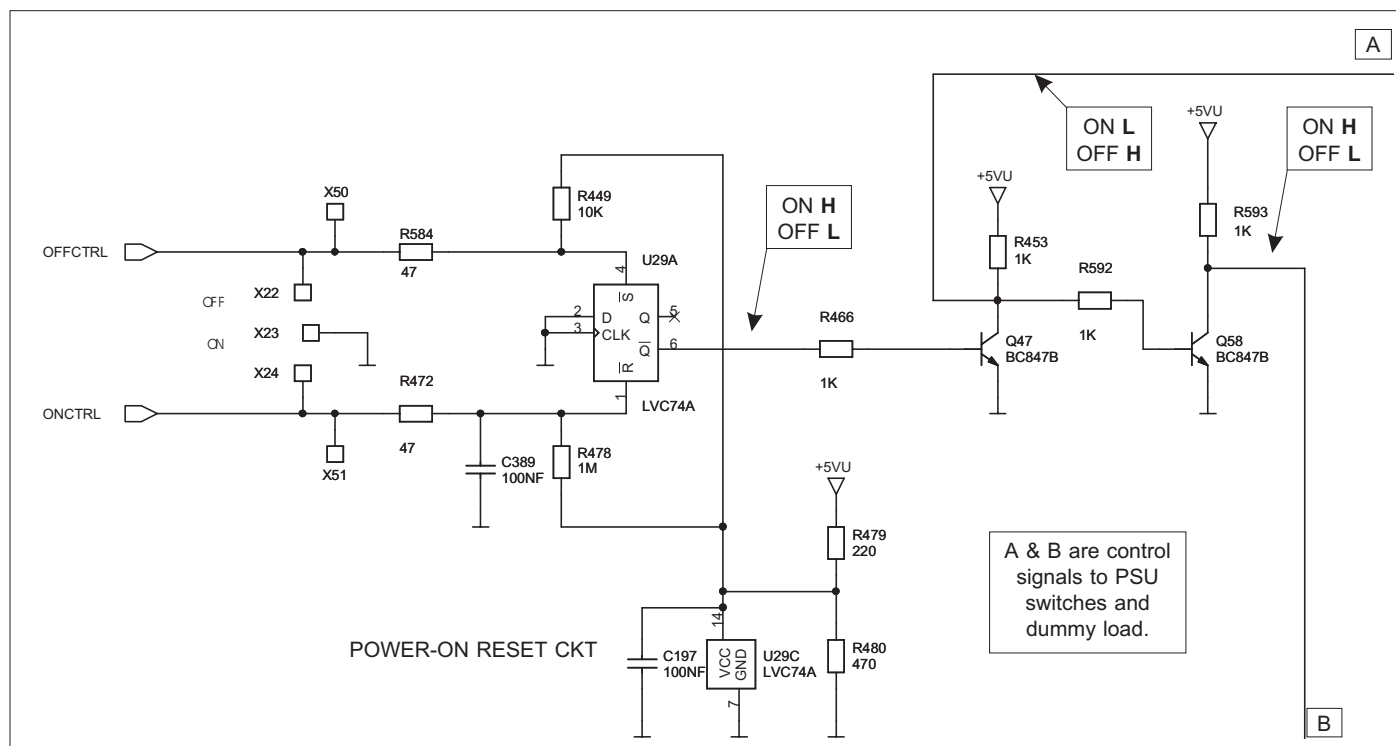 A
ON L
OFF H
+5VU
ON H
OFF L
X50
R449
10K
+5VU
R593
1K
ON H
OFF L
R584
47
OFFCTRL
U29A
4
R453
1K
R592
1K
X22
OFF
X23
ON
X24
2
3
D
CLK
S
Q
Q
R
5
6
1
R466
1K
Q47
BC847B
Q58
BC847B
R472
47
LVC74A
ONCTRL
X51
C389
100NF
R478
1M
+5VU
R479
220
A & B are control
signals to PSU
switches and
dummy load.
POWER-ON RESET CKT
14
C197
100NF
VCC
GND
U29C
LVC74A
7
R480
470
B